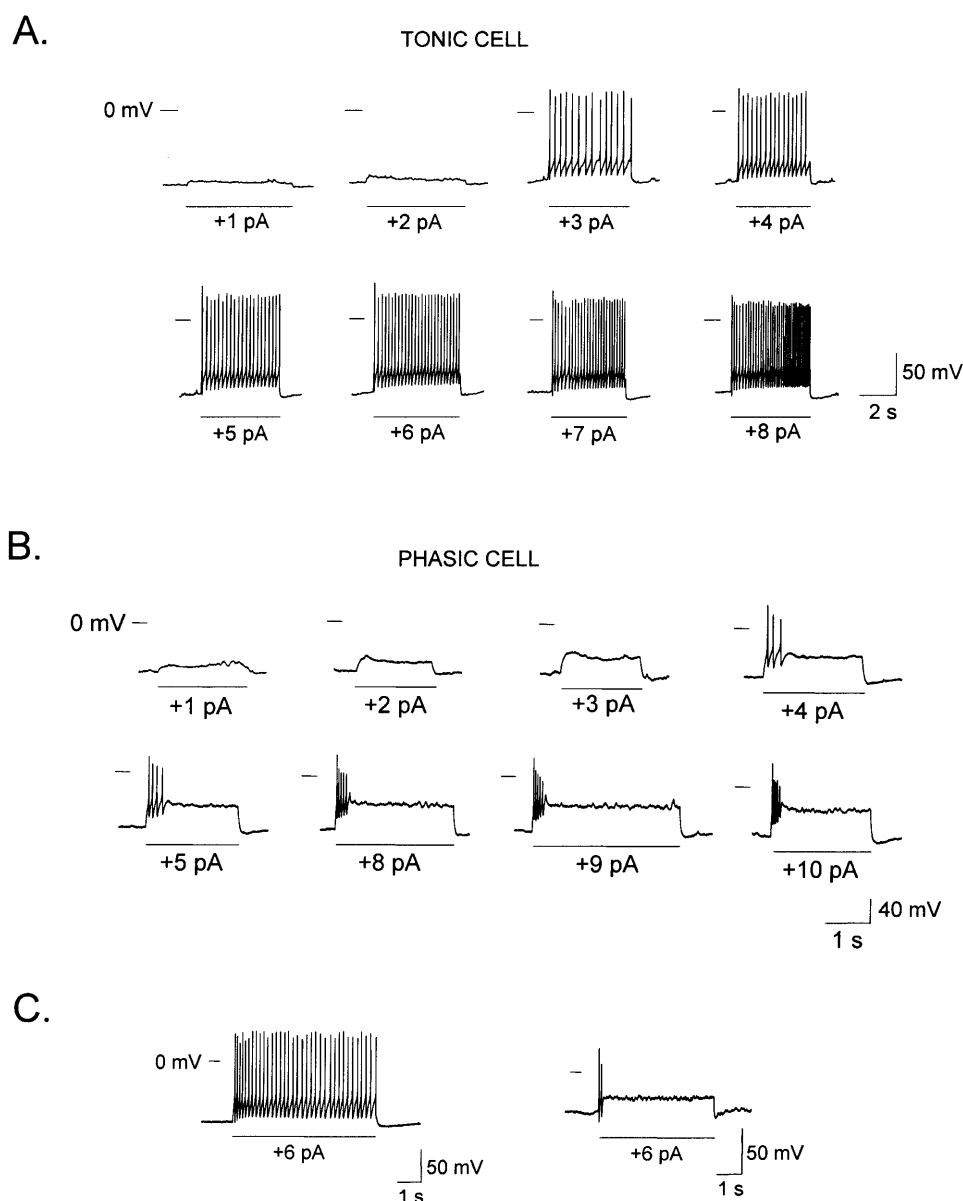 A.
TONIC CELL
0 mV
+1 pA
+2 pA
+3 pA
+4 pA
+5 pA
+6 pA
+7 pA
+8 pA
50 mV
2 s
B.
PHASIC CELL
0 mV
+1 pA
+2 pA
+3 pA
+4 pA
+5 pA
+8 pA
+9 pA
+10 pA
40 mV
1 s
C.
0 mV
+6 pA
50 mV
1 s
+6 pA
50 mV
1 s